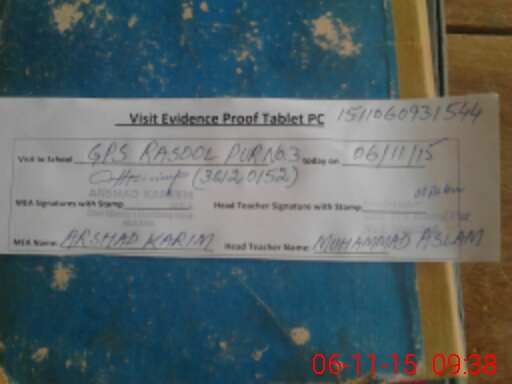 Visit Evidence Proof Tablet PC 1511060931544
Visit to School GPS RASOOL PUR NO.3 today on 06/11/15
(36120152)
ARSHAD KAREEM
MEA Signatures with Stamp Head Teacher Signature with Stamp
MEA Name: ARSHAD KARIM Head Teacher Name: MUHAMMAD ASLAM
06-11-15 09:38